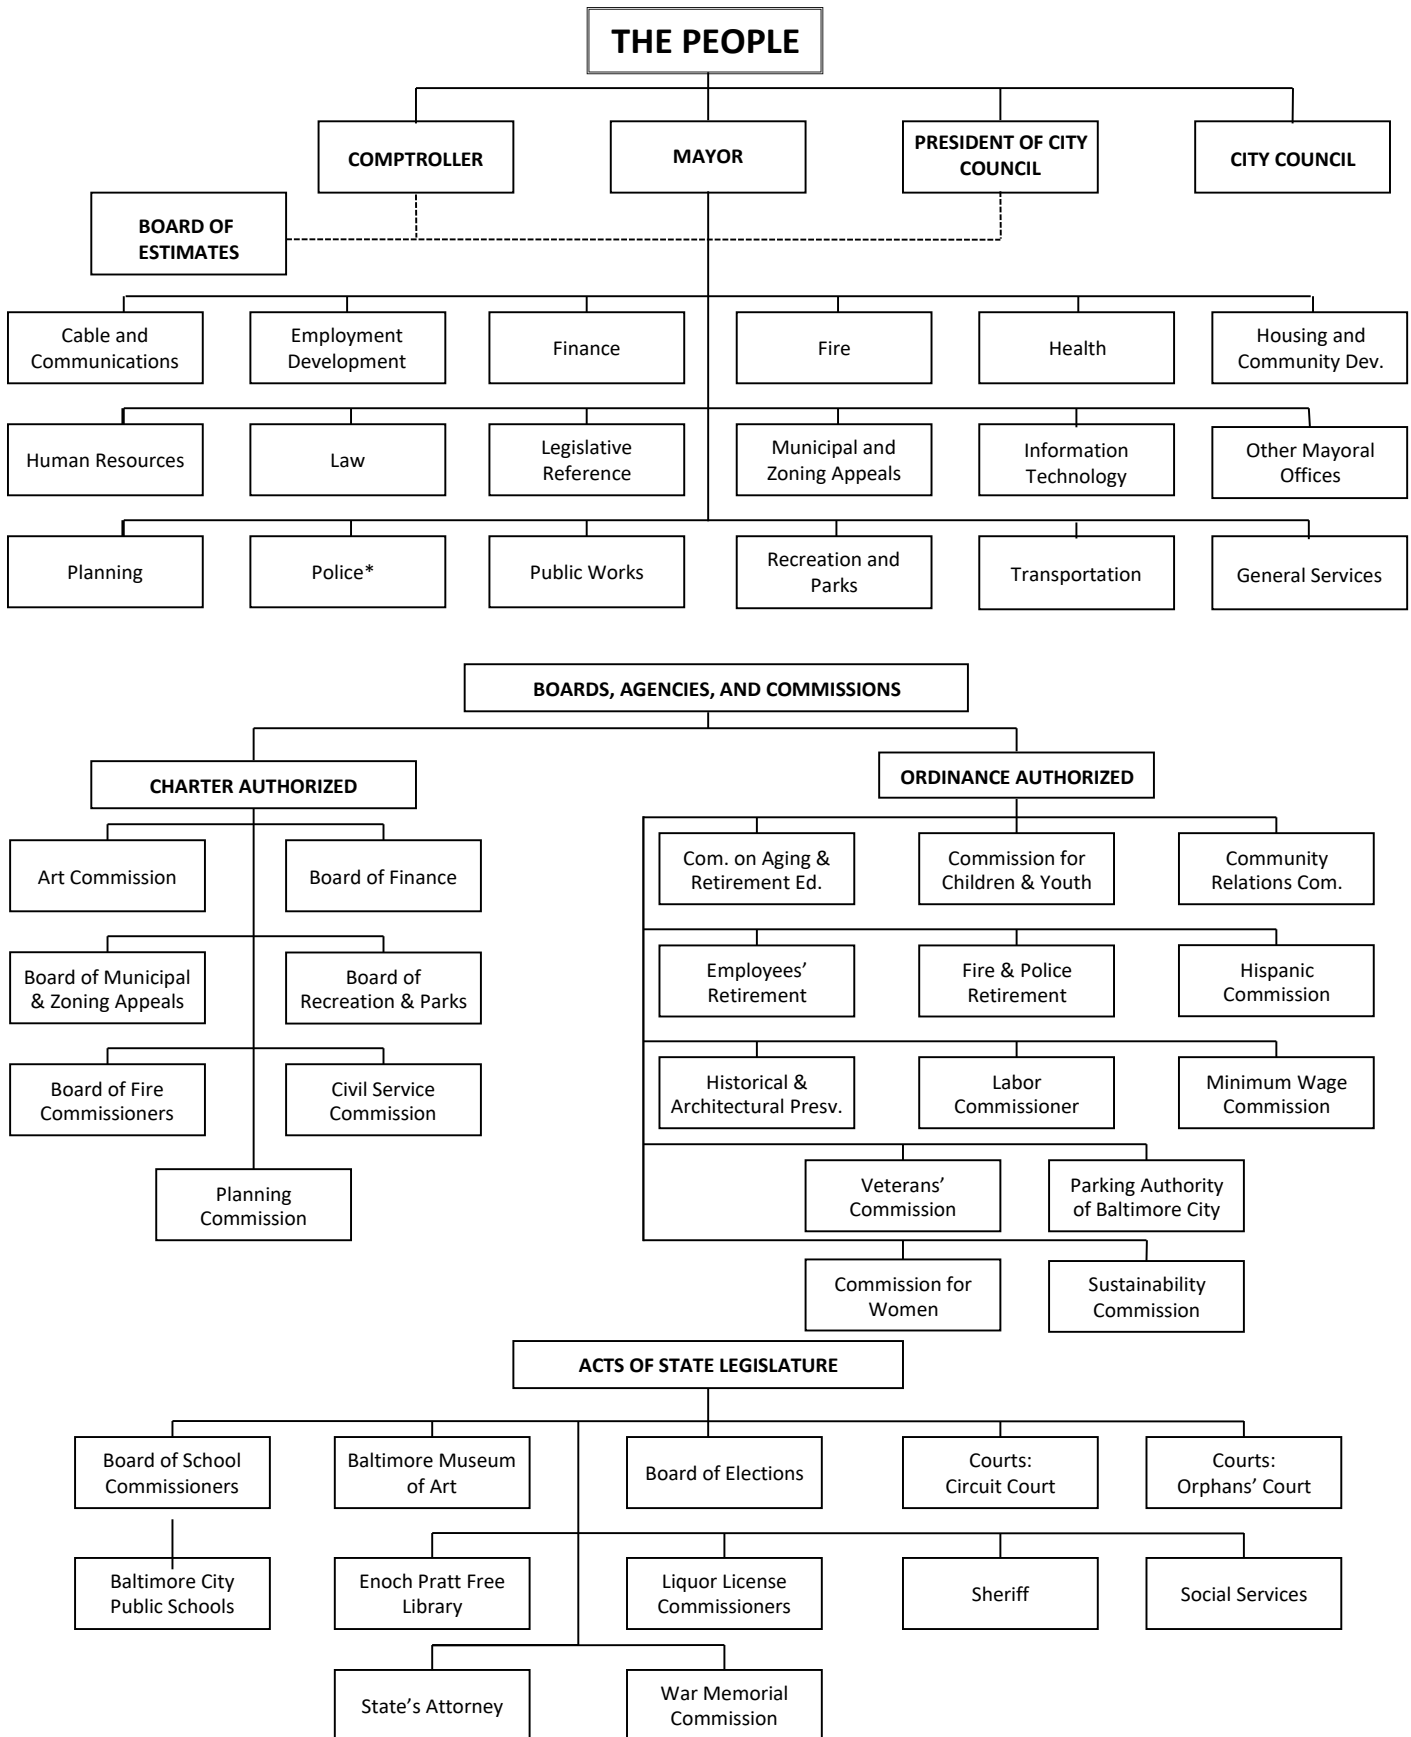 THE PEOPLE
COMPTROLLER
MAYOR
PRESIDENT OF CITY
COUNCIL
CITY COUNCIL
BOARD OF
ESTIMATES
Cable and
Communications
Employment
Development
Finance
Fire
Health
Housing and
Community Dev.
Human Resources
Law
Legislative
Reference
Municipal and
Zoning Appeals
Information
Technology
Other Mayoral
Offices
Planning
Police*
Public Works
Recreation and
Parks
Transportation
General Services
BOARDS, AGENCIES, AND COMMISSIONS
CHARTER AUTHORIZED
Art Commission
Board of Finance
Board of Municipal
& Zoning Appeals
Board of
Recreation & Parks
Board of Fire
Commissioners
Civil Service
Commission
Planning
Commission
ORDINANCE AUTHORIZED
Com. on Aging &
Retirement Ed.
Commission for
Children & Youth
Community
Relations Com.
Employees’
Retirement
Fire & Police
Retirement
Hispanic
Commission
Historical &
Architectural Presv.
Labor
Commissioner
Minimum Wage
Commission
Veterans’
Commission
Parking Authority
of Baltimore City
Commission for
Women
Sustainability
Commission
ACTS OF STATE LEGISLATURE
Board of School
Commissioners
Baltimore Museum
of Art
Board of Elections
Courts:
Circuit Court
Courts:
Orphans’ Court
Baltimore City
Public Schools
Enoch Pratt Free
Library
Liquor License
Commissioners
Sheriff
Social Services
State’s Attorney
War Memorial
Commission